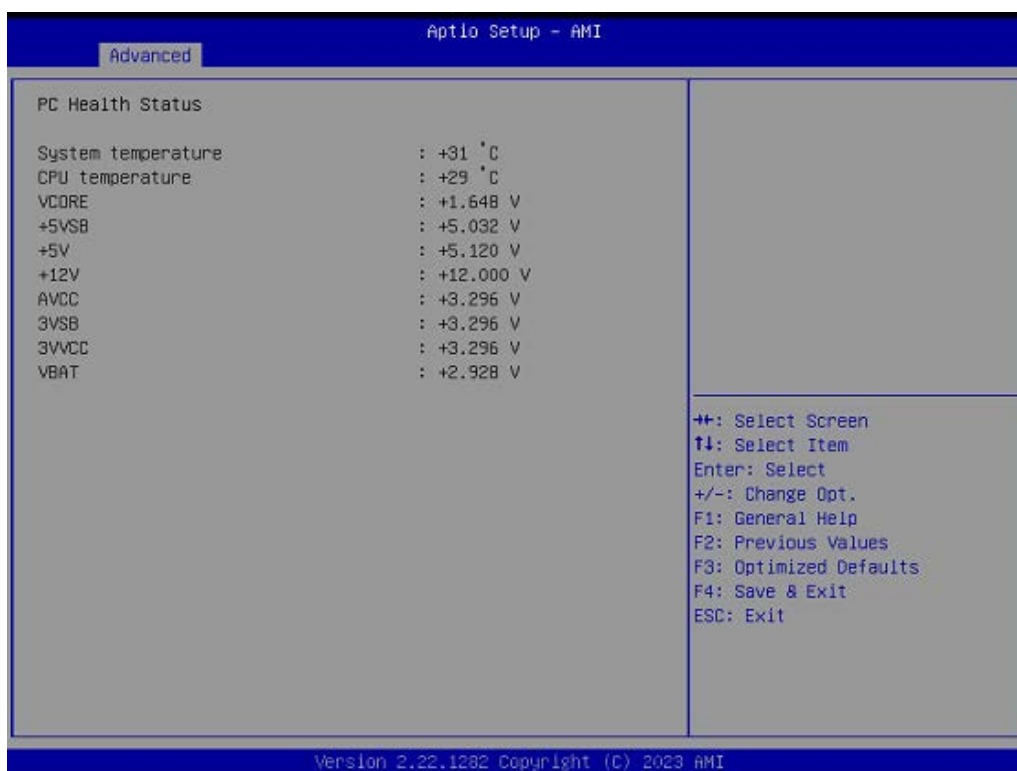 Aptio Setup - AMI
Advanced
PC Health Status
System temperature : +31 ˚C
CPU temperature : +29 ˚C
VCORE : +1.648 V
+5VSB : +5.032 V
+5V : +5.120 V
+12V : +12.000 V
AVCC : +3.296 V
3VSB : +3.296 V
3VVCC : +3.296 V
VBAT : +2.928 V
→←: Select Screen
↑↓: Select Item
Enter: Select
+/-: Change Opt.
F1: General Help
F2: Previous Values
F3: Optimized Defaults
F4: Save & Exit
ESC: Exit
Version 2.22.1282 Copyright (C) 2023 AMI